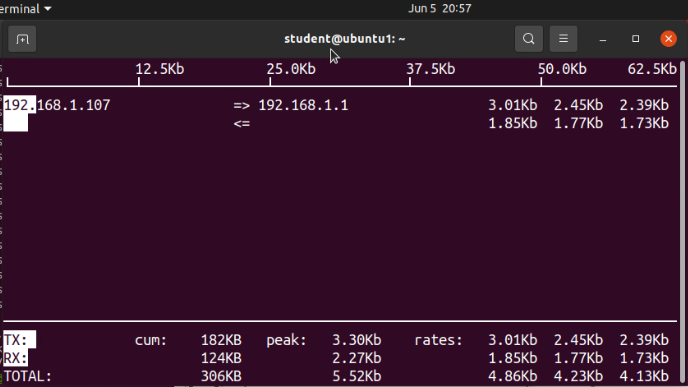 erminal Jun 5 20:57
student@ubuntu1: ~
12.5Kb 25.0Kb 37.5Kb 50.0Kb 62.5Kb
192.168.1.107 => 192.168.1.1 3.01Kb 2.45Kb 2.39Kb
<= 1.85Kb 1.77Kb 1.73Kb
TX: cum: 182KB peak: 3.30Kb rates: 3.01Kb 2.45Kb 2.39Kb
RX: 124KB 2.27Kb 1.85Kb 1.77Kb 1.73Kb
TOTAL: 306KB 5.52Kb 4.86Kb 4.23Kb 4.13Kb